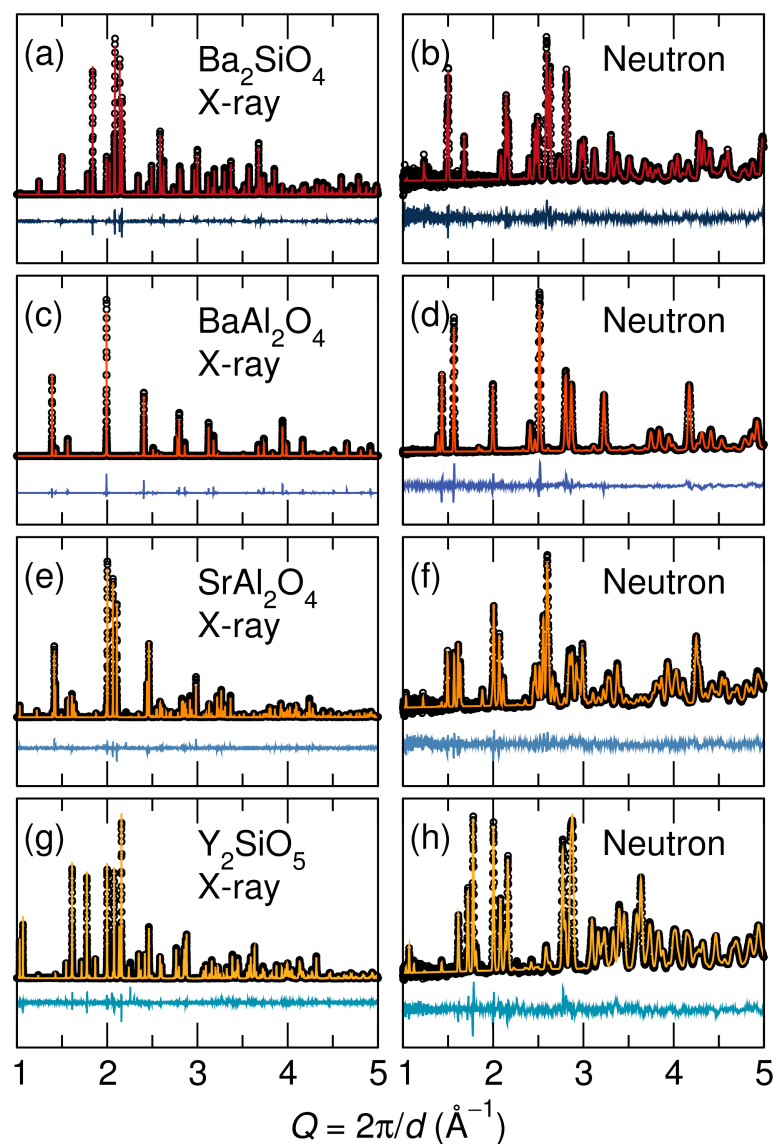 (a) Ba₂SiO₄ X-ray
(b) Neutron
(c) BaAl₂O₄ X-ray
(d) Neutron
(e) SrAl₂O₄ X-ray
(f) Neutron
(g) Y₂SiO₅ X-ray
(h) Neutron
1 2 3 4 5 1 2 3 4 5
Q = 2π/d (Å⁻¹)